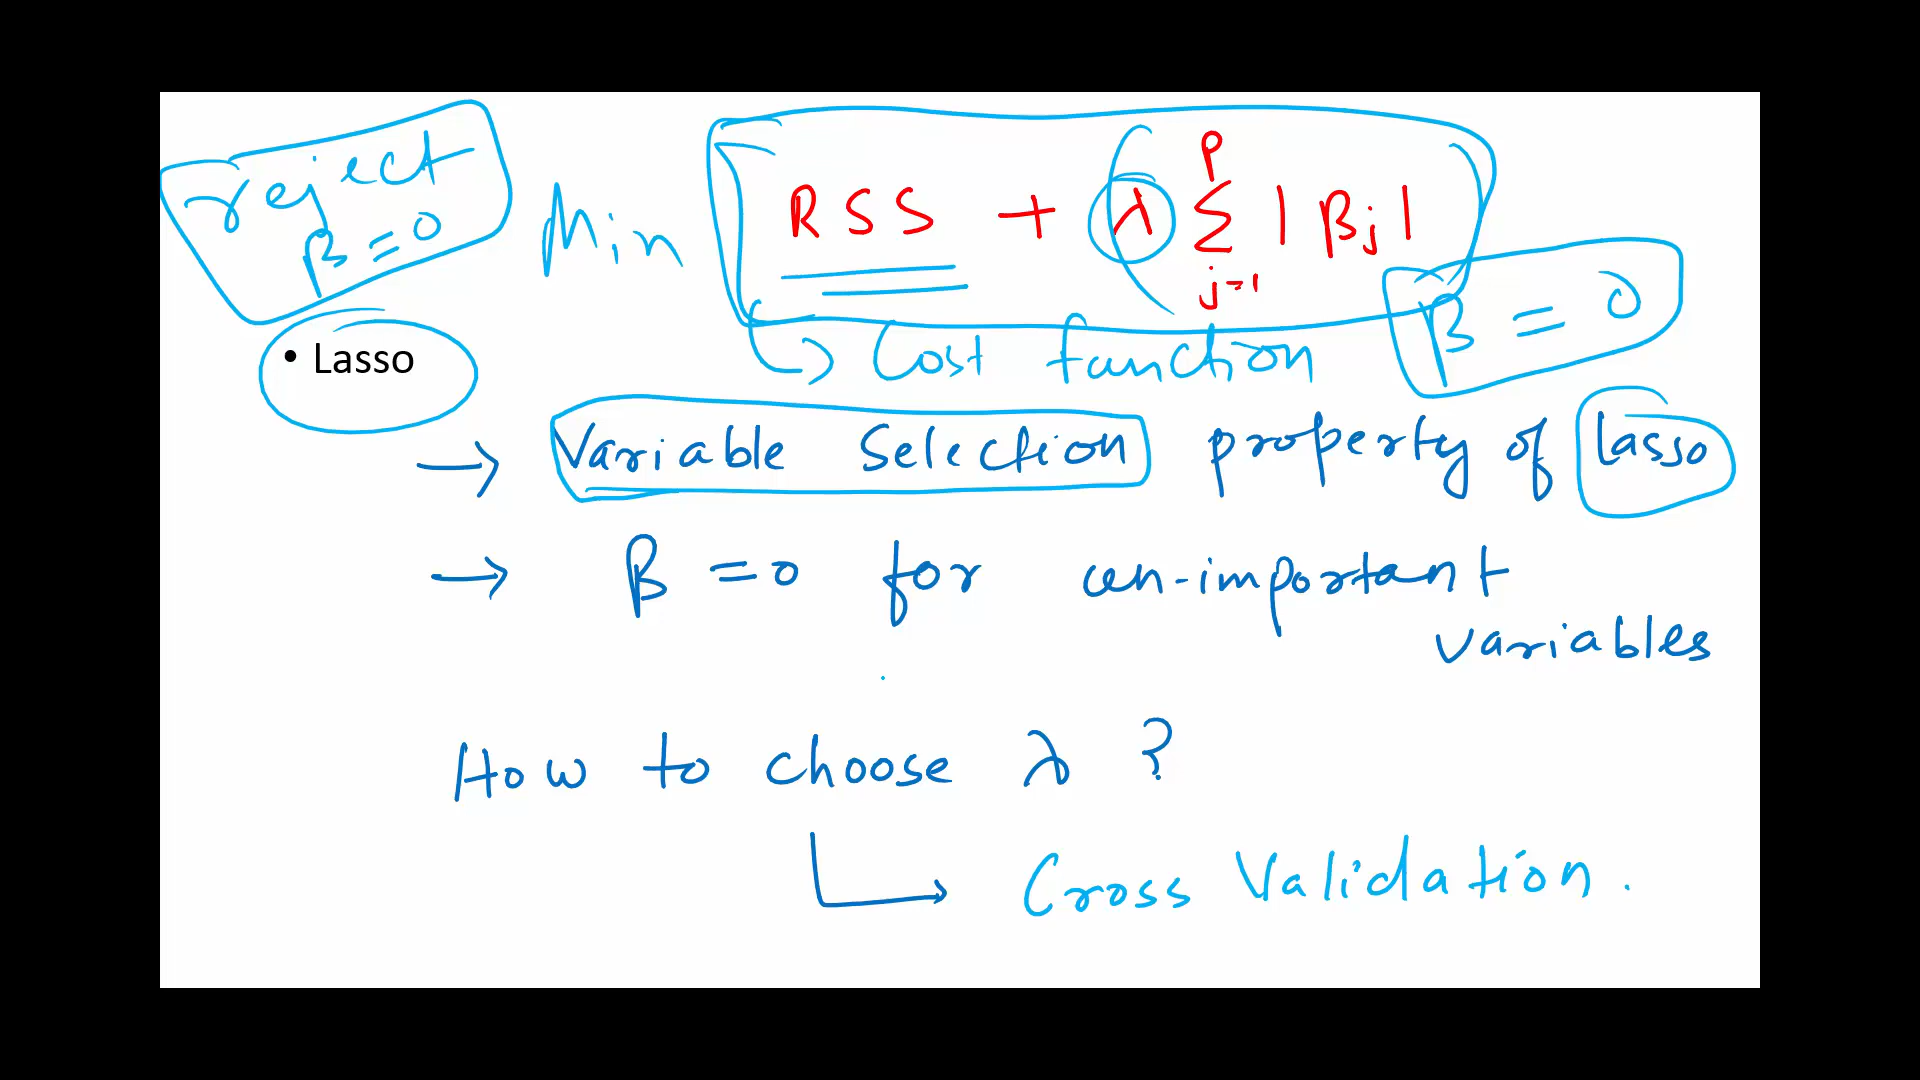 reject
β = 0
Min RSS + λ Σ |βj|
p
j=1
• Lasso
→ Cost function
β = 0
→ Variable Selection property of lasso
→ β = 0 for un-important
variables
How to choose λ ?
→ Cross Validation.